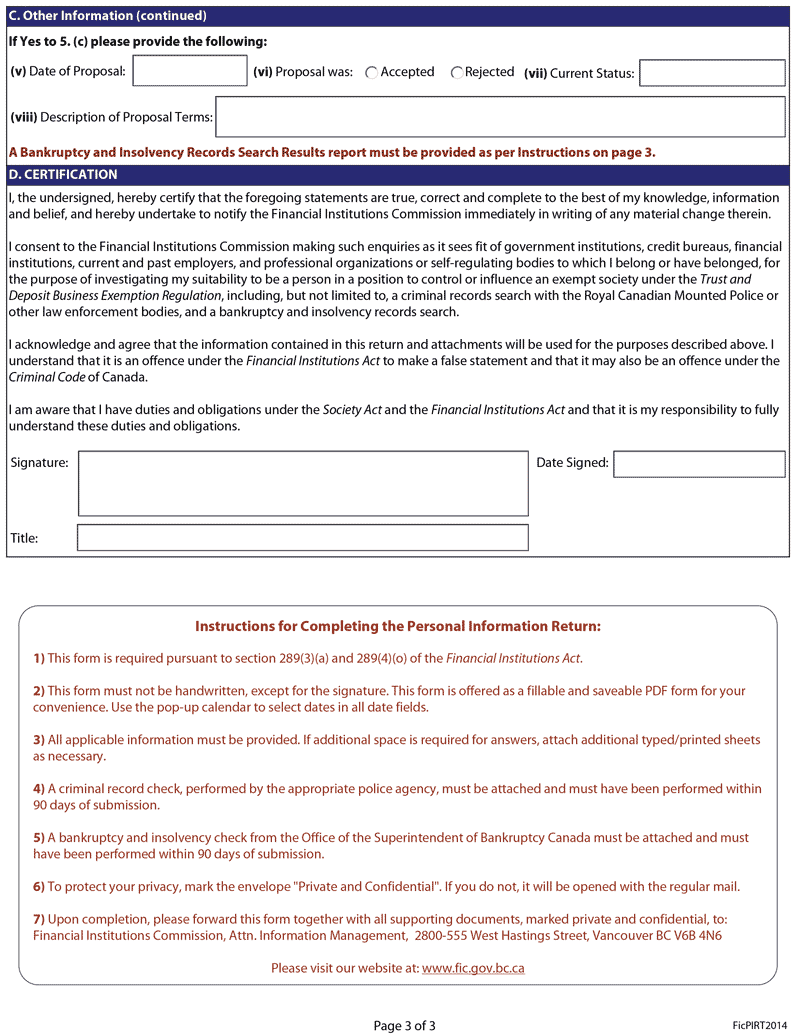 C. Other Information (continued)
If Yes to 5. (c) please provide the following:
(v) Date of Proposal: (vi) Proposal was: Accepted Rejected (vii) Current Status:
(viii) Description of Proposal Terms:
A Bankruptcy and Insolvency Records Search Results report must be provided as per Instructions on page 3.
D. CERTIFICATION
I, the undersigned, hereby certify that the foregoing statements are true, correct and complete to the best of my knowledge, information
and belief, and hereby undertake to notify the Financial Institutions Commission immediately in writing of any material change therein.
I consent to the Financial Institutions Commission making such enquiries as it sees fit of government institutions, credit bureaus, financial
institutions, current and past employers, and professional organizations or self-regulating bodies to which I belong or have belonged, for
the purpose of investigating my suitability to be a person in a position to control or influence an exempt society under the Trust and
Deposit Business Exemption Regulation, including, but not limited to, a criminal records search with the Royal Canadian Mounted Police or
other law enforcement bodies, and a bankruptcy and insolvency records search.
I acknowledge and agree that the information contained in this return and attachments will be used for the purposes described above. I
understand that it is an offence under the Financial Institutions Act to make a false statement and that it may also be an offence under the
Criminal Code of Canada.
I am aware that I have duties and obligations under the Society Act and the Financial Institutions Act and that it is my responsibility to fully
understand these duties and obligations.
Signature: Date Signed:
Title:
Instructions for Completing the Personal Information Return:
1) This form is required pursuant to section 289(3)(a) and 289(4)(o) of the Financial Institutions Act.
2) This form must not be handwritten, except for the signature. This form is offered as a fillable and saveable PDF form for your
convenience. Use the pop-up calendar to select dates in all date fields.
3) All applicable information must be provided. If additional space is required for answers, attach additional typed/printed sheets
as necessary.
4) A criminal record check, performed by the appropriate police agency, must be attached and must have been performed within
90 days of submission.
5) A bankruptcy and insolvency check from the Office of the Superintendent of Bankruptcy Canada must be attached and must
have been performed within 90 days of submission.
6) To protect your privacy, mark the envelope "Private and Confidential". If you do not, it will be opened with the regular mail.
7) Upon completion, please forward this form together with all supporting documents, marked private and confidential, to:
Financial Institutions Commission, Attn. Information Management, 2800-555 West Hastings Street, Vancouver BC V6B 4N6
Please visit our website at: www.fic.gov.bc.ca
Page 3 of 3
FicPIRT2014